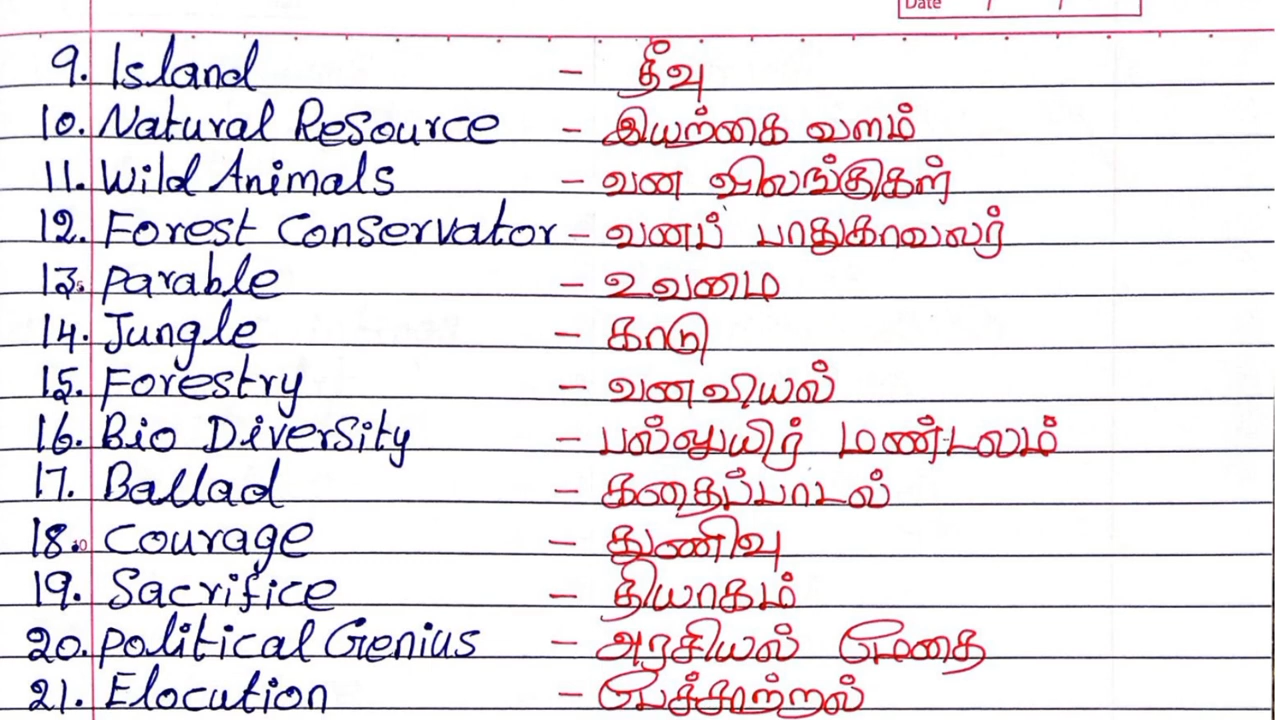 Date / /
9. Island - தீவு
10. Natural Resource - இயற்கை வளம்
11. Wild Animals - வன விலங்குகள்
12. Forest Conservator - வனப் பாதுகாவலர்
13. Parable - உவமை
14. Jungle - காடு
15. Forestry - வனவியல்
16. Bio Diversity - பல்லுயிர் மண்டலம்
17. Ballad - கதைப்பாடல்
18. Courage - துணிவு
19. Sacrifice - தியாகம்
20. Political Genius - அரசியல் மேதை
21. Elocution - பேச்சாற்றல்